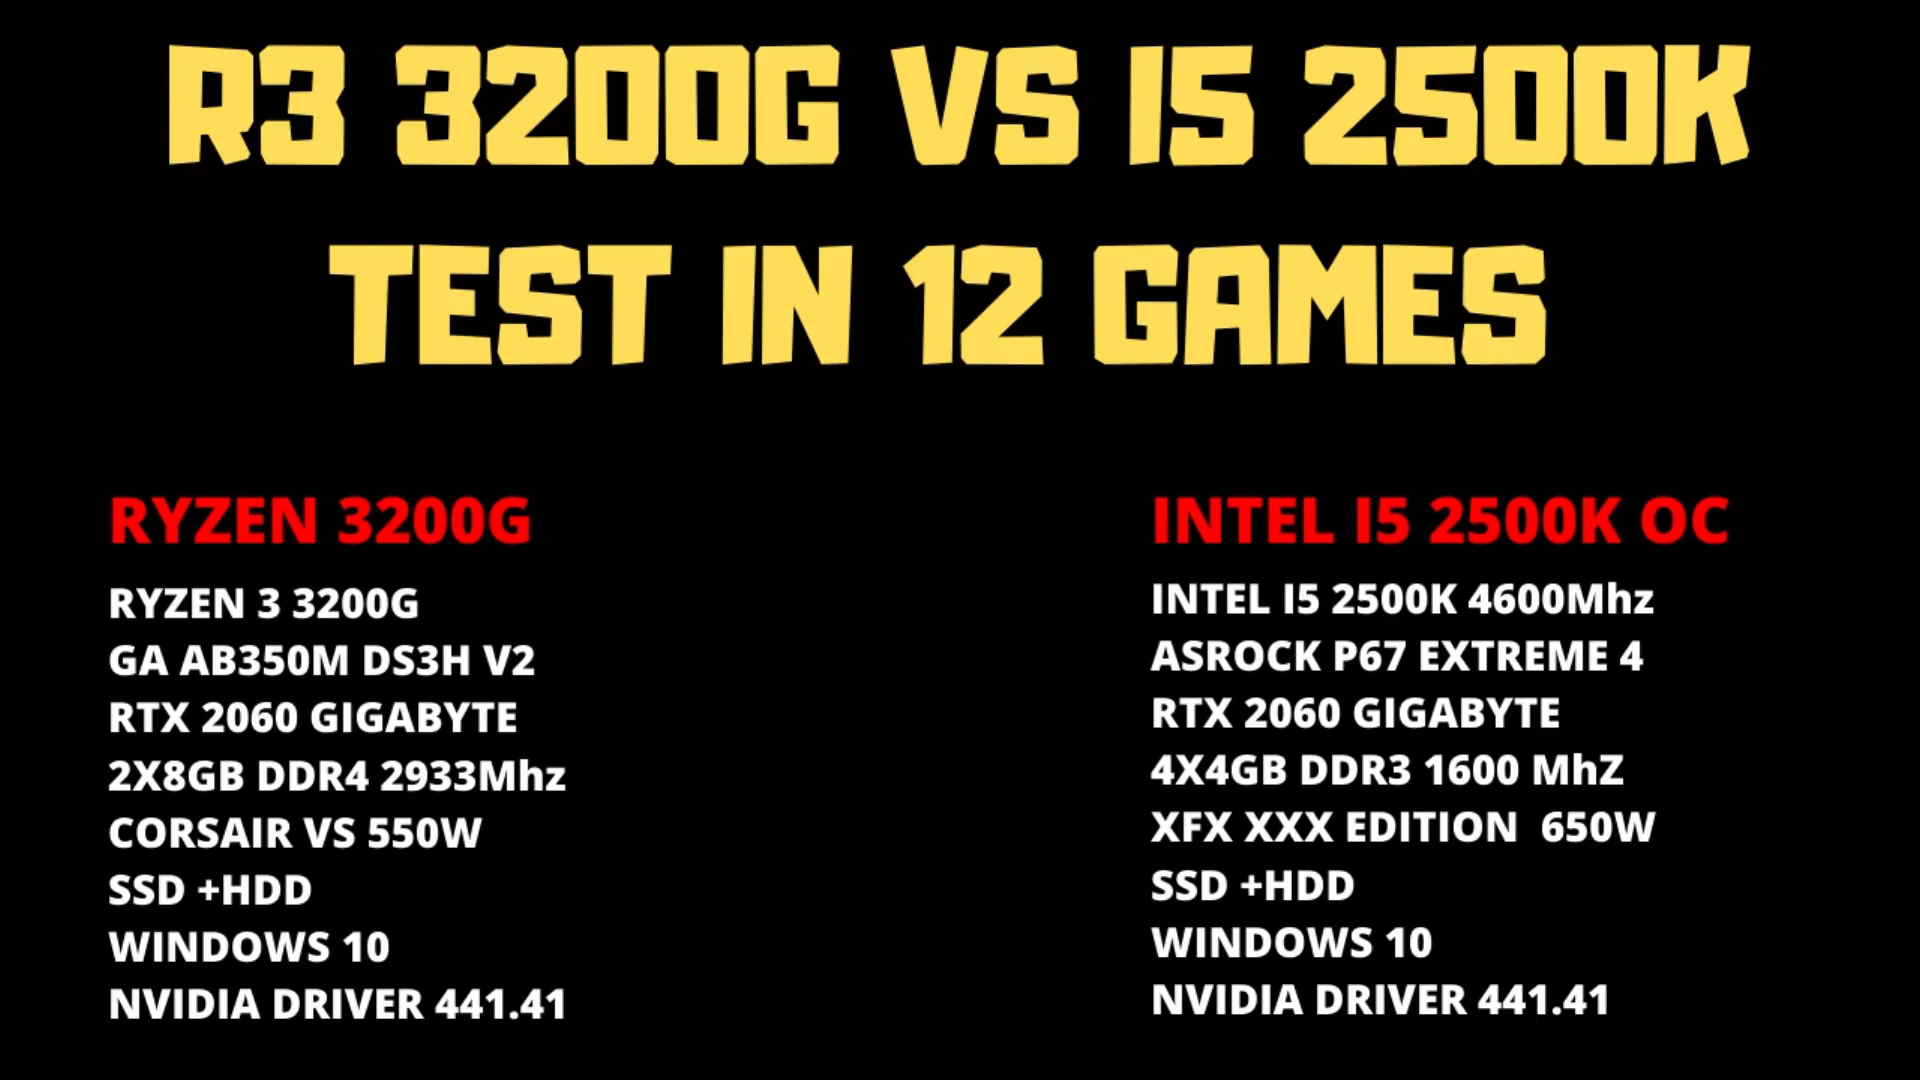 R3 3200G VS I5 2500K
TEST IN 12 GAMES
RYZEN 3200G
RYZEN 3 3200G
GA AB350M DS3H V2
RTX 2060 GIGABYTE
2X8GB DDR4 2933Mhz
CORSAIR VS 550W
SSD +HDD
WINDOWS 10
NVIDIA DRIVER 441.41
INTEL I5 2500K OC
INTEL I5 2500K 4600Mhz
ASROCK P67 EXTREME 4
RTX 2060 GIGABYTE
4X4GB DDR3 1600 MhZ
XFX XXX EDITION  650W
SSD +HDD
WINDOWS 10
NVIDIA DRIVER 441.41